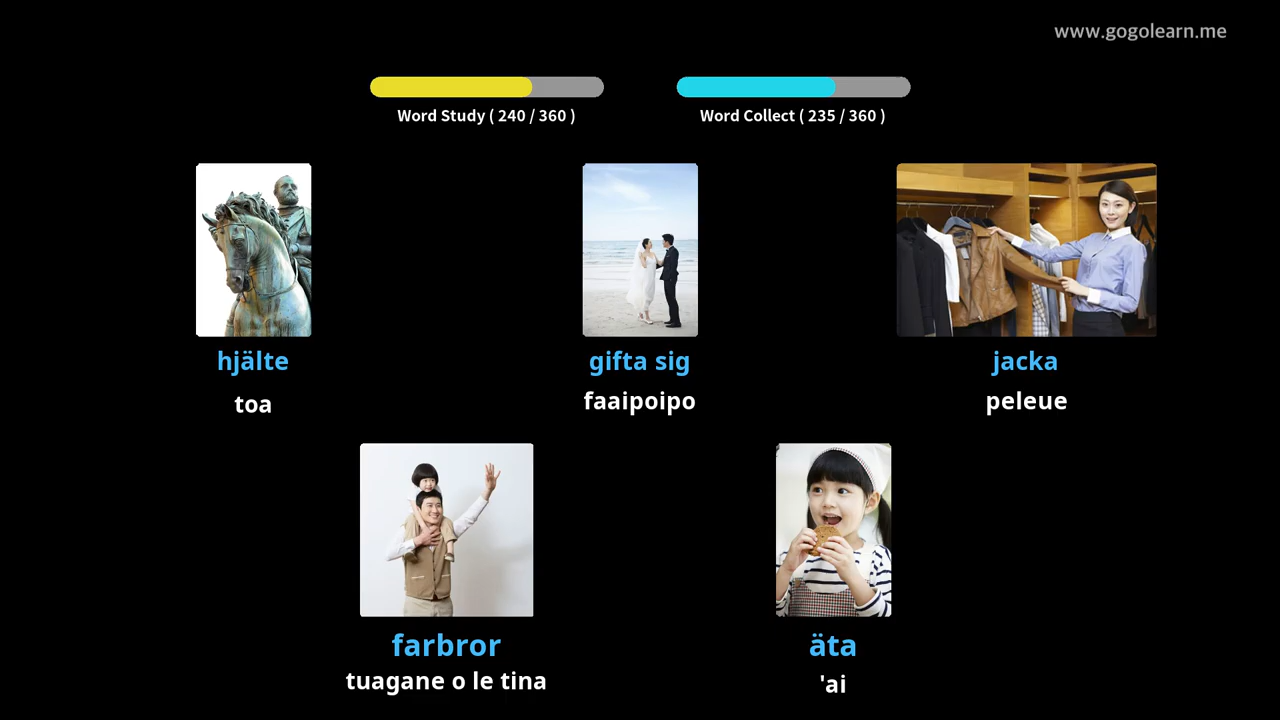 www.gogolearn.me
Word Study ( 240 / 360 )
Word Collect ( 235 / 360 )
hjälte
toa
gifta sig
faaipoipo
jacka
peleue
farbror
tuagane o le tina
äta
'ai